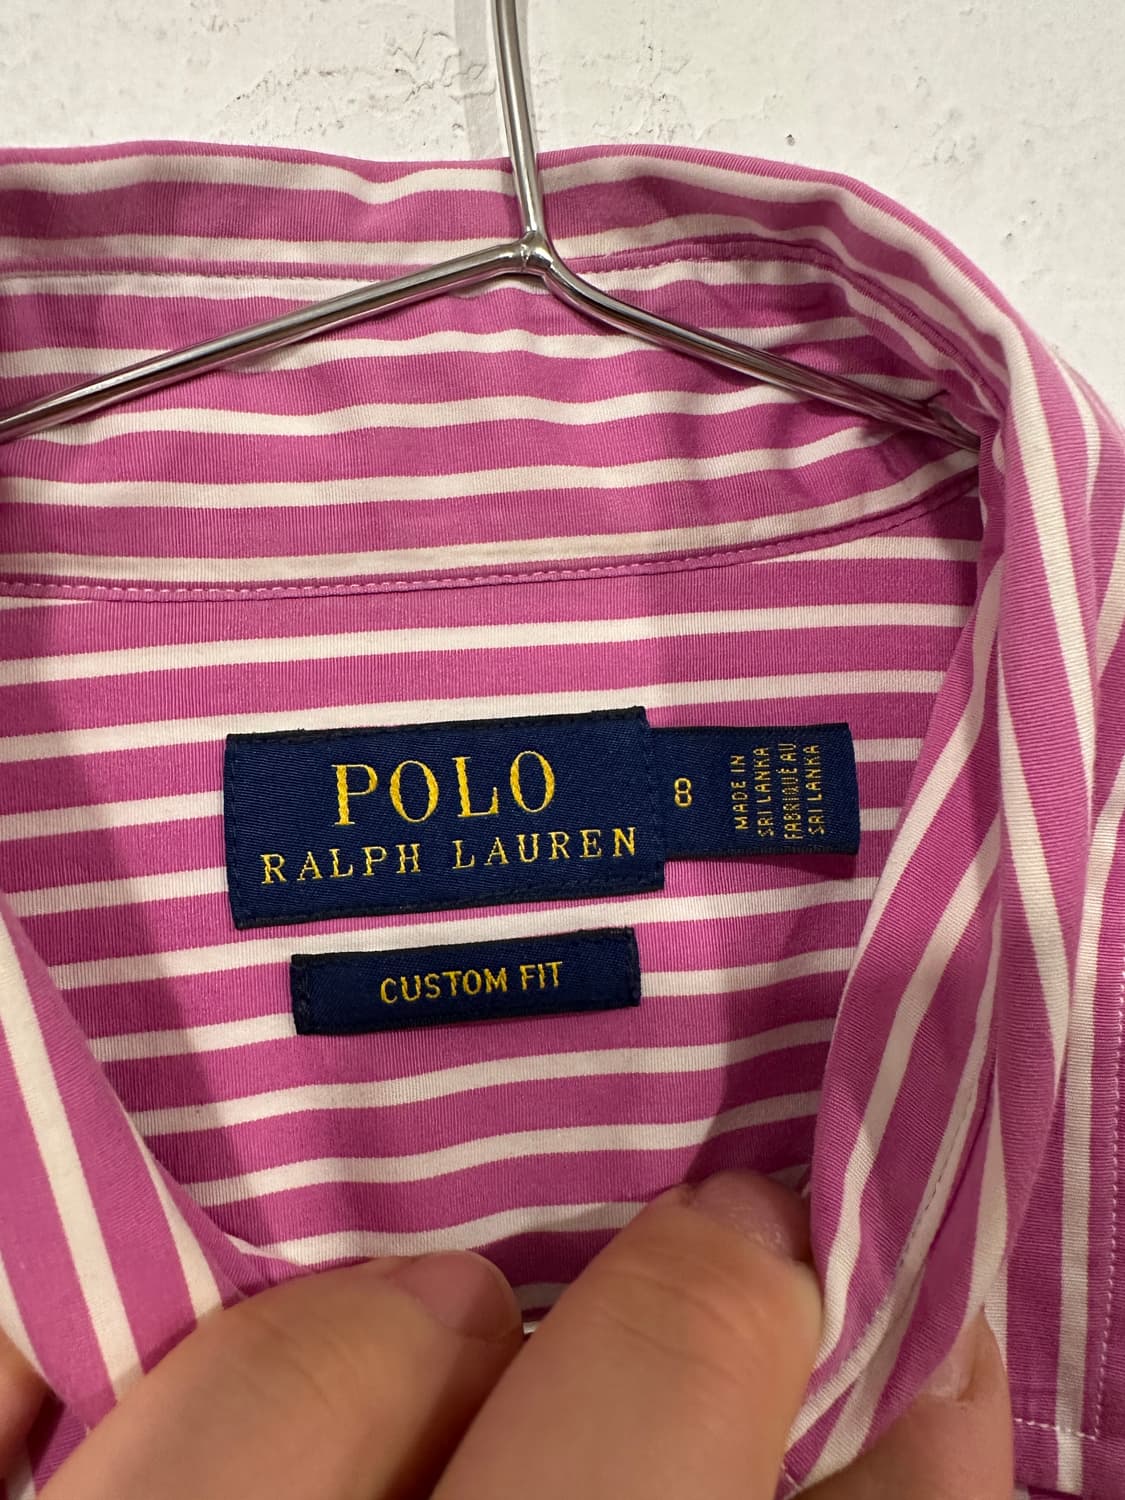 POLO
RALPH LAUREN
8
MADE IN
SRI LANKA
FABRIQUÉ AU
SRI LANKA
CUSTOM FIT